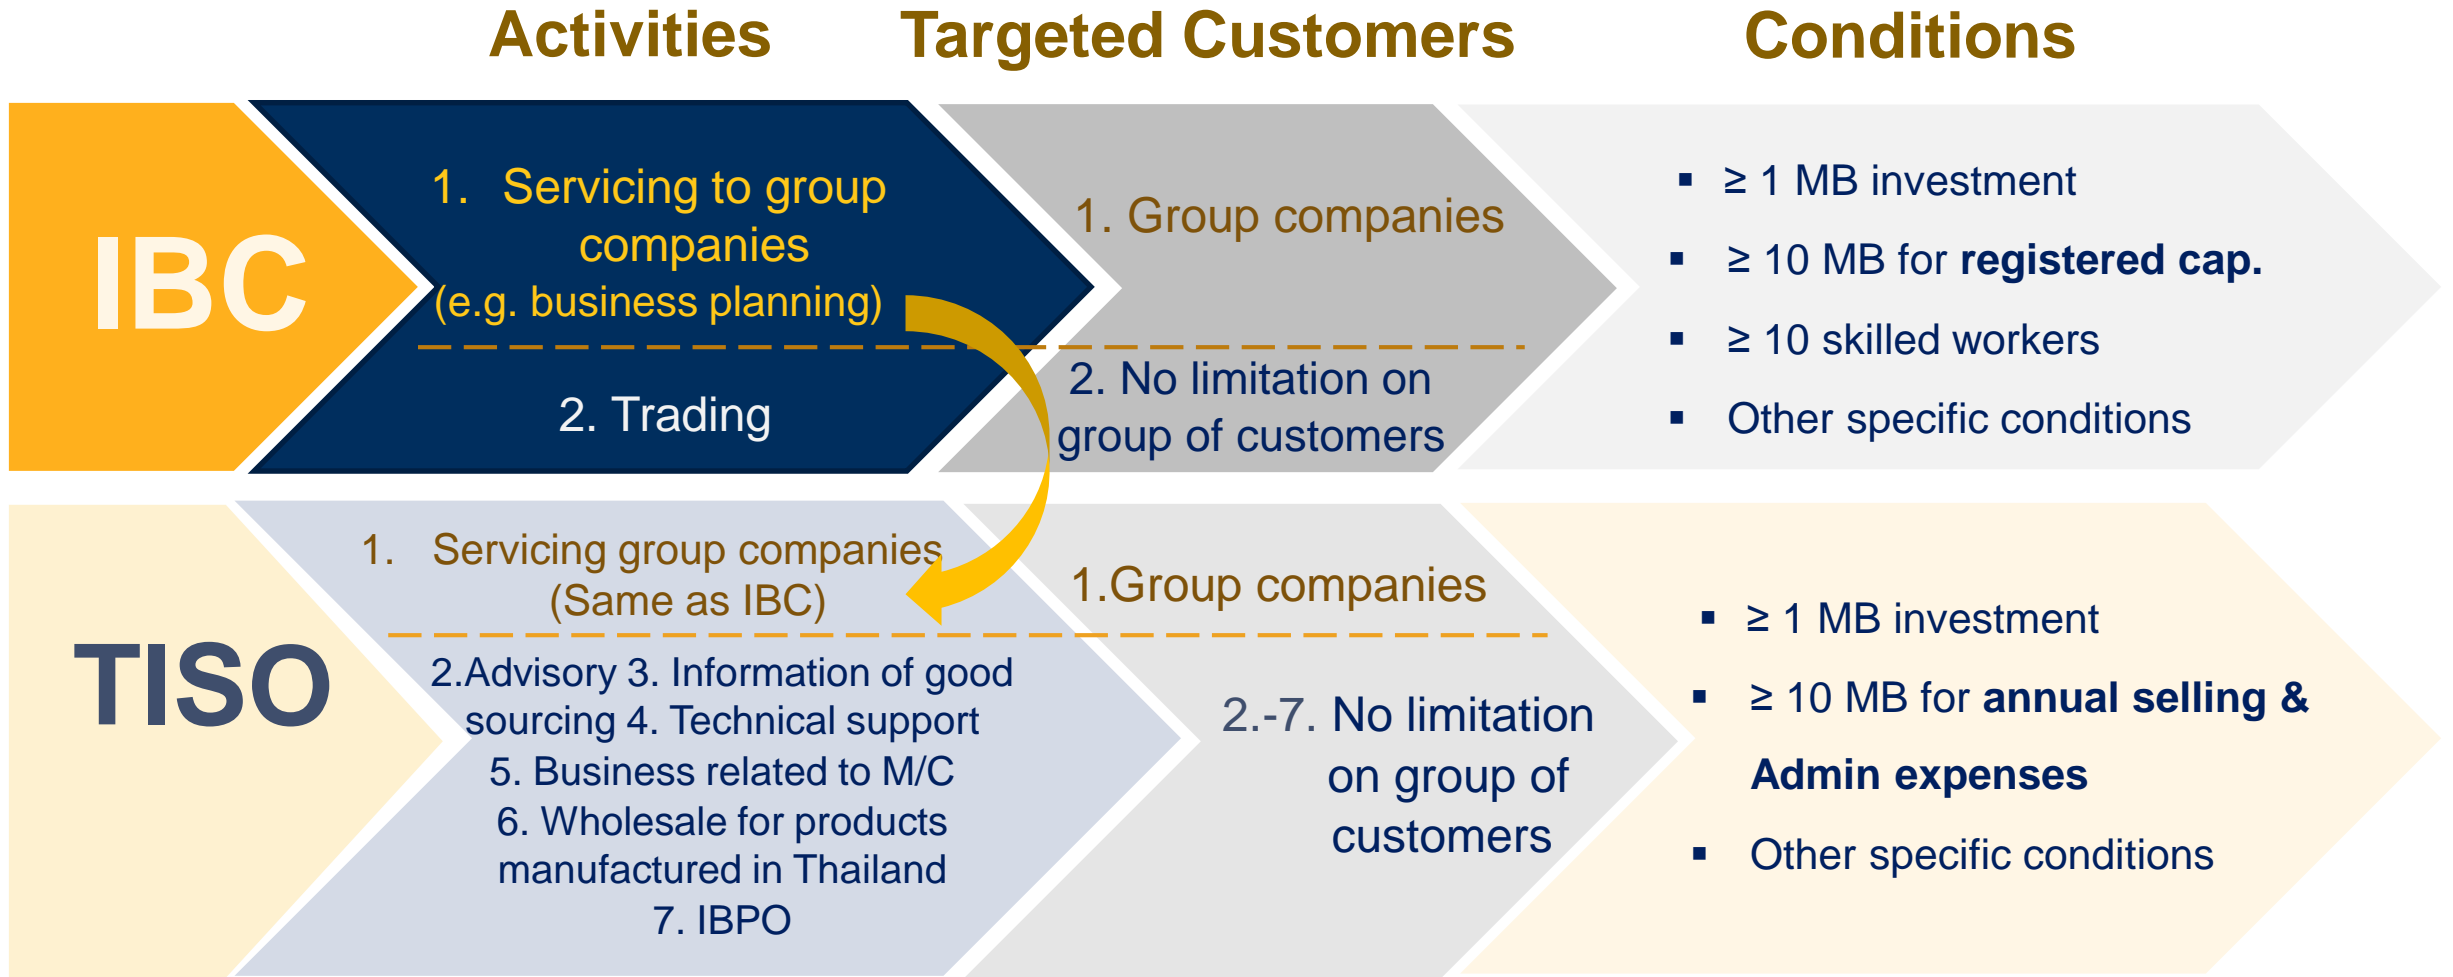 Activities
Targeted Customers
Conditions
IBC
1. Servicing to group
companies
(e.g. business planning)
2. Trading
1. Group companies
2. No limitation on
group of customers
▪ ≥ 1 MB investment
▪ ≥ 10 MB for registered cap.
▪ ≥ 10 skilled workers
▪ Other specific conditions
TISO
1. Servicing group companies
(Same as IBC)
2.Advisory 3. Information of good
sourcing 4. Technical support
5. Business related to M/C
6. Wholesale for products
manufactured in Thailand
7. IBPO
1.Group companies
2.-7. No limitation
on group of
customers
▪ ≥ 1 MB investment
▪ ≥ 10 MB for annual selling &
Admin expenses
▪ Other specific conditions